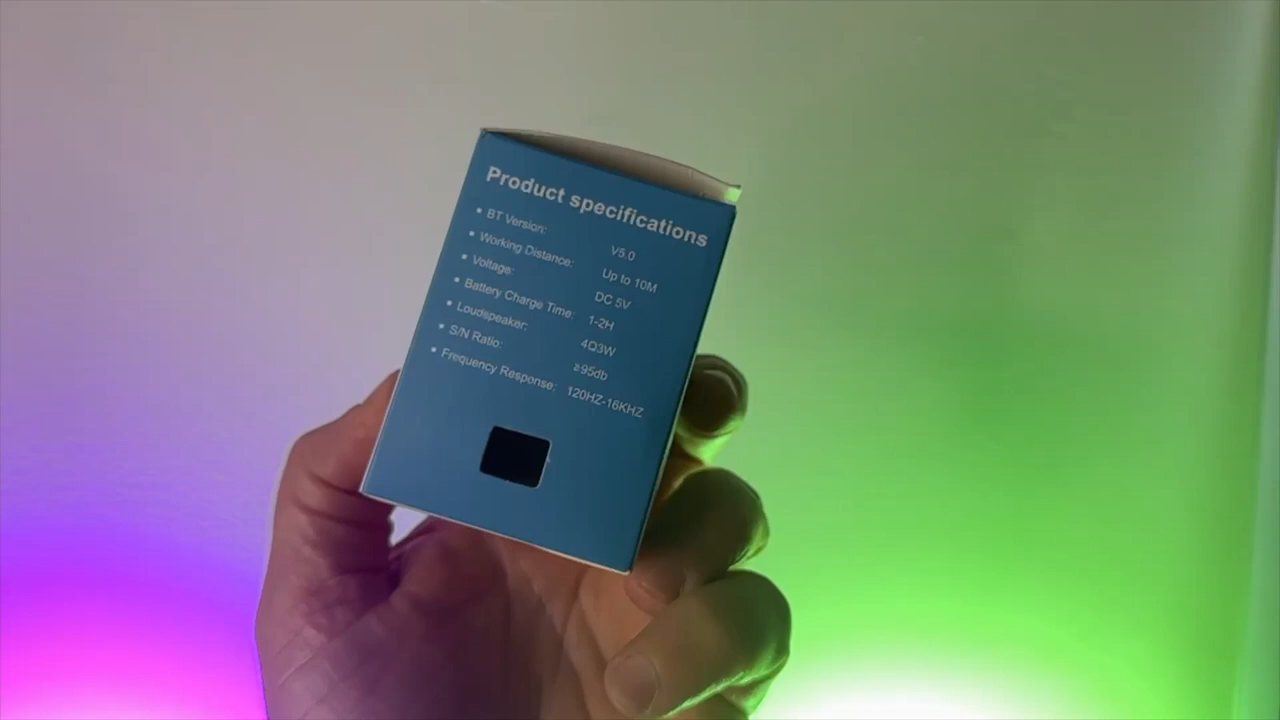 Product specifications
• BT Version: V5.0
• Working Distance: Up to 10M
• Voltage: DC 5V
• Battery Charge Time: 1-2H
• Loudspeaker: 4Ω3W
• S/N Ratio: ≥95db
• Frequency Response: 120HZ-16KHZ